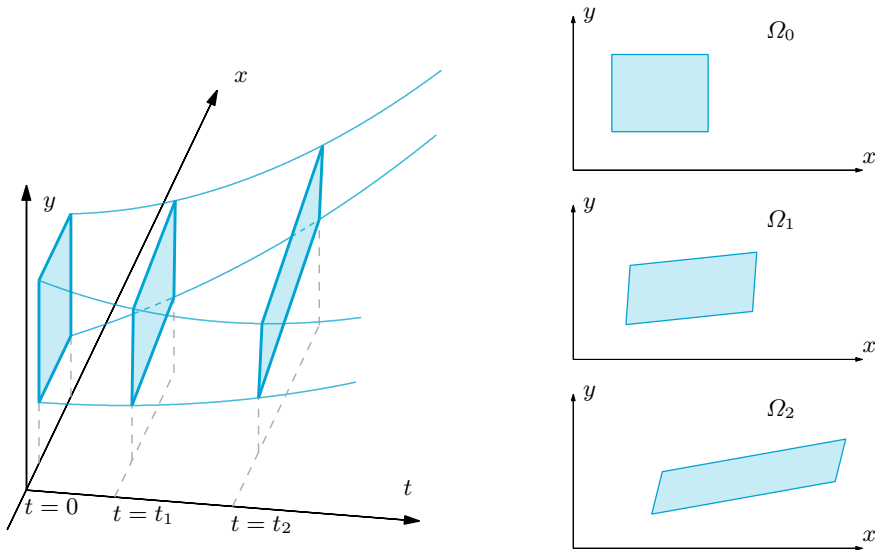 x
y
t
t = 0
t = t₁
t = t₂
y
Ω₀
x
y
Ω₁
x
y
Ω₂
x